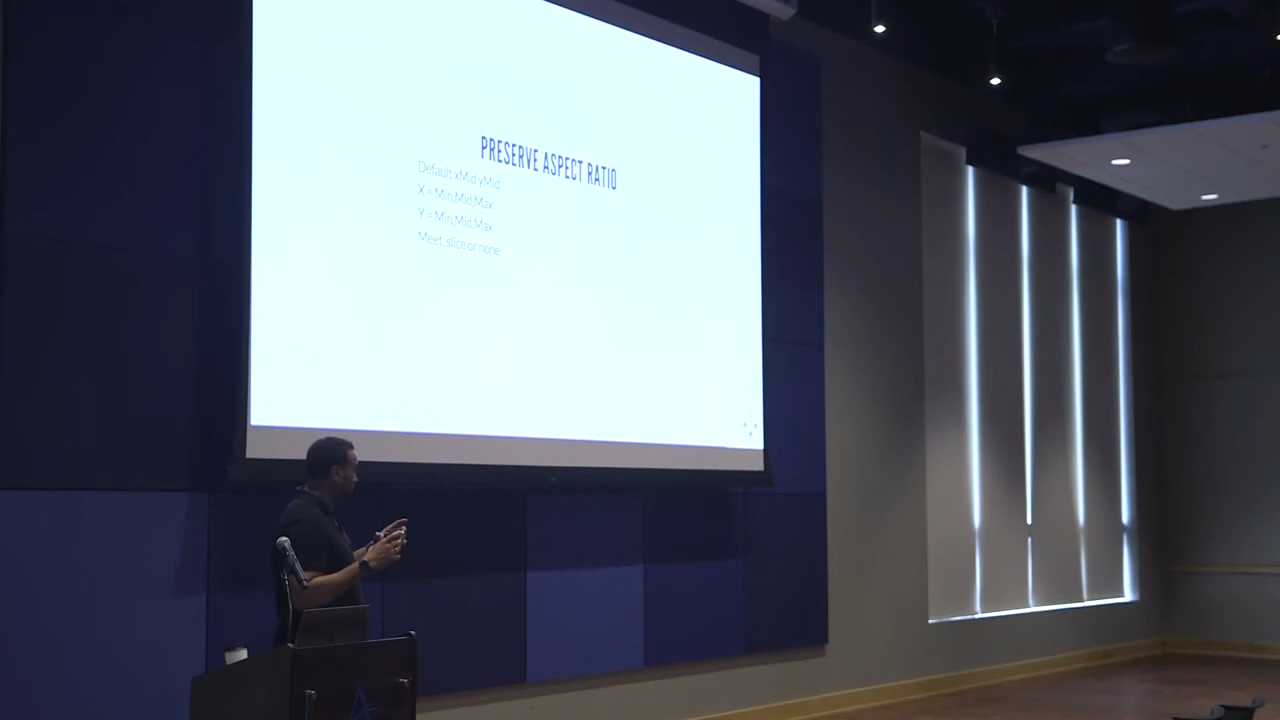 PRESERVE ASPECT RATIO
Default xMid yMid
X = Min,Mid,Max
Y = Min,Mid,Max
Meet, slice or none